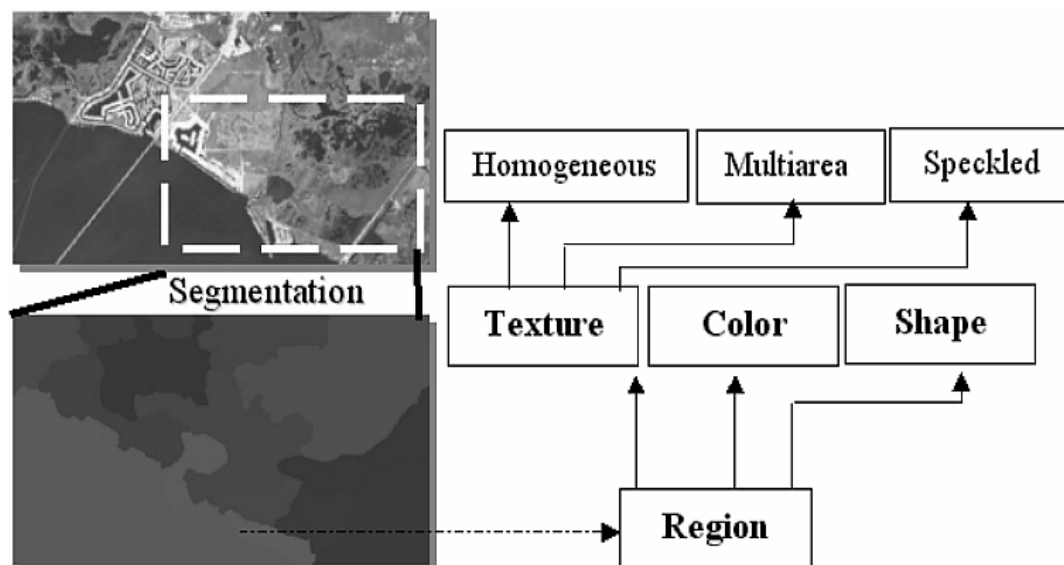 Homogeneous
Multiarea
Speckled
Segmentation
Texture
Color
Shape
Region